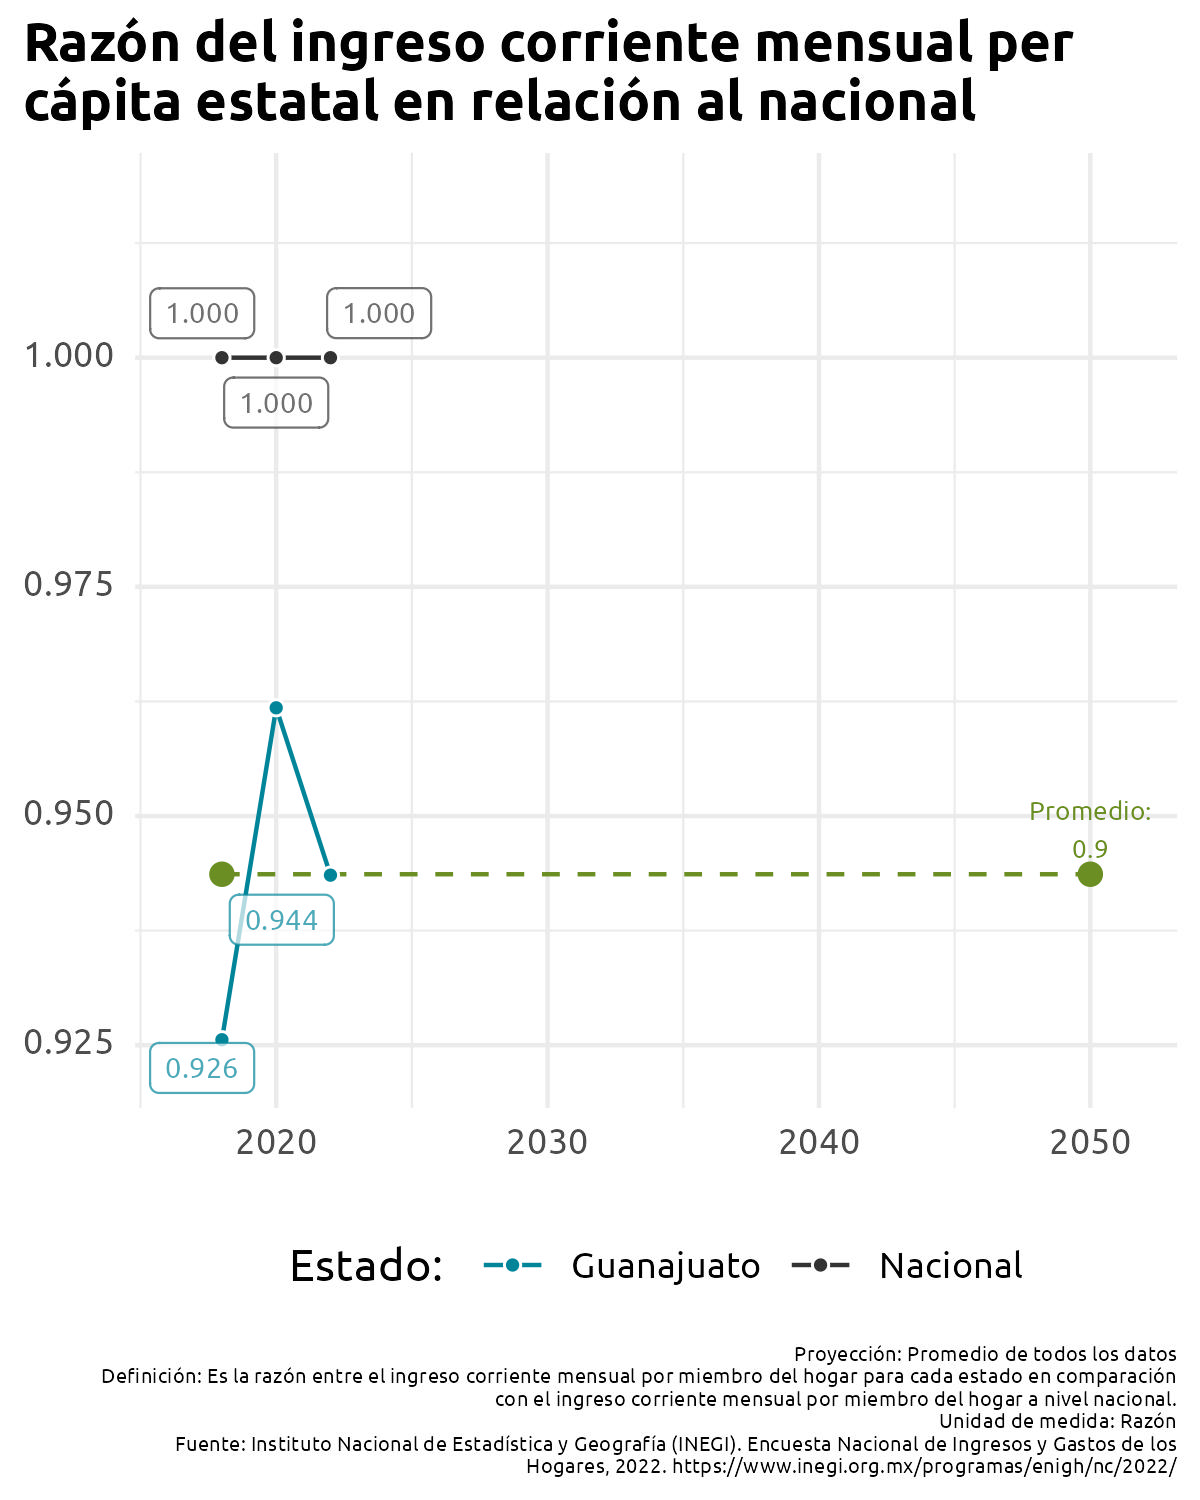 Razón del ingreso corriente mensual per
cápita estatal en relación al nacional
1.000
1.000
1.000
1.000
0.975
0.950
Promedio:
0.9
0.944
0.925
0.926
2020
2030
2040
2050
Estado:
Guanajuato
Nacional
Proyección: Promedio de todos los datos
Definición: Es la razón entre el ingreso corriente mensual por miembro del hogar para cada estado en comparación
con el ingreso corriente mensual por miembro del hogar a nivel nacional.
Unidad de medida: Razón
Fuente: Instituto Nacional de Estadística y Geografía (INEGI). Encuesta Nacional de Ingresos y Gastos de los
Hogares, 2022. https://www.inegi.org.mx/programas/enigh/nc/2022/